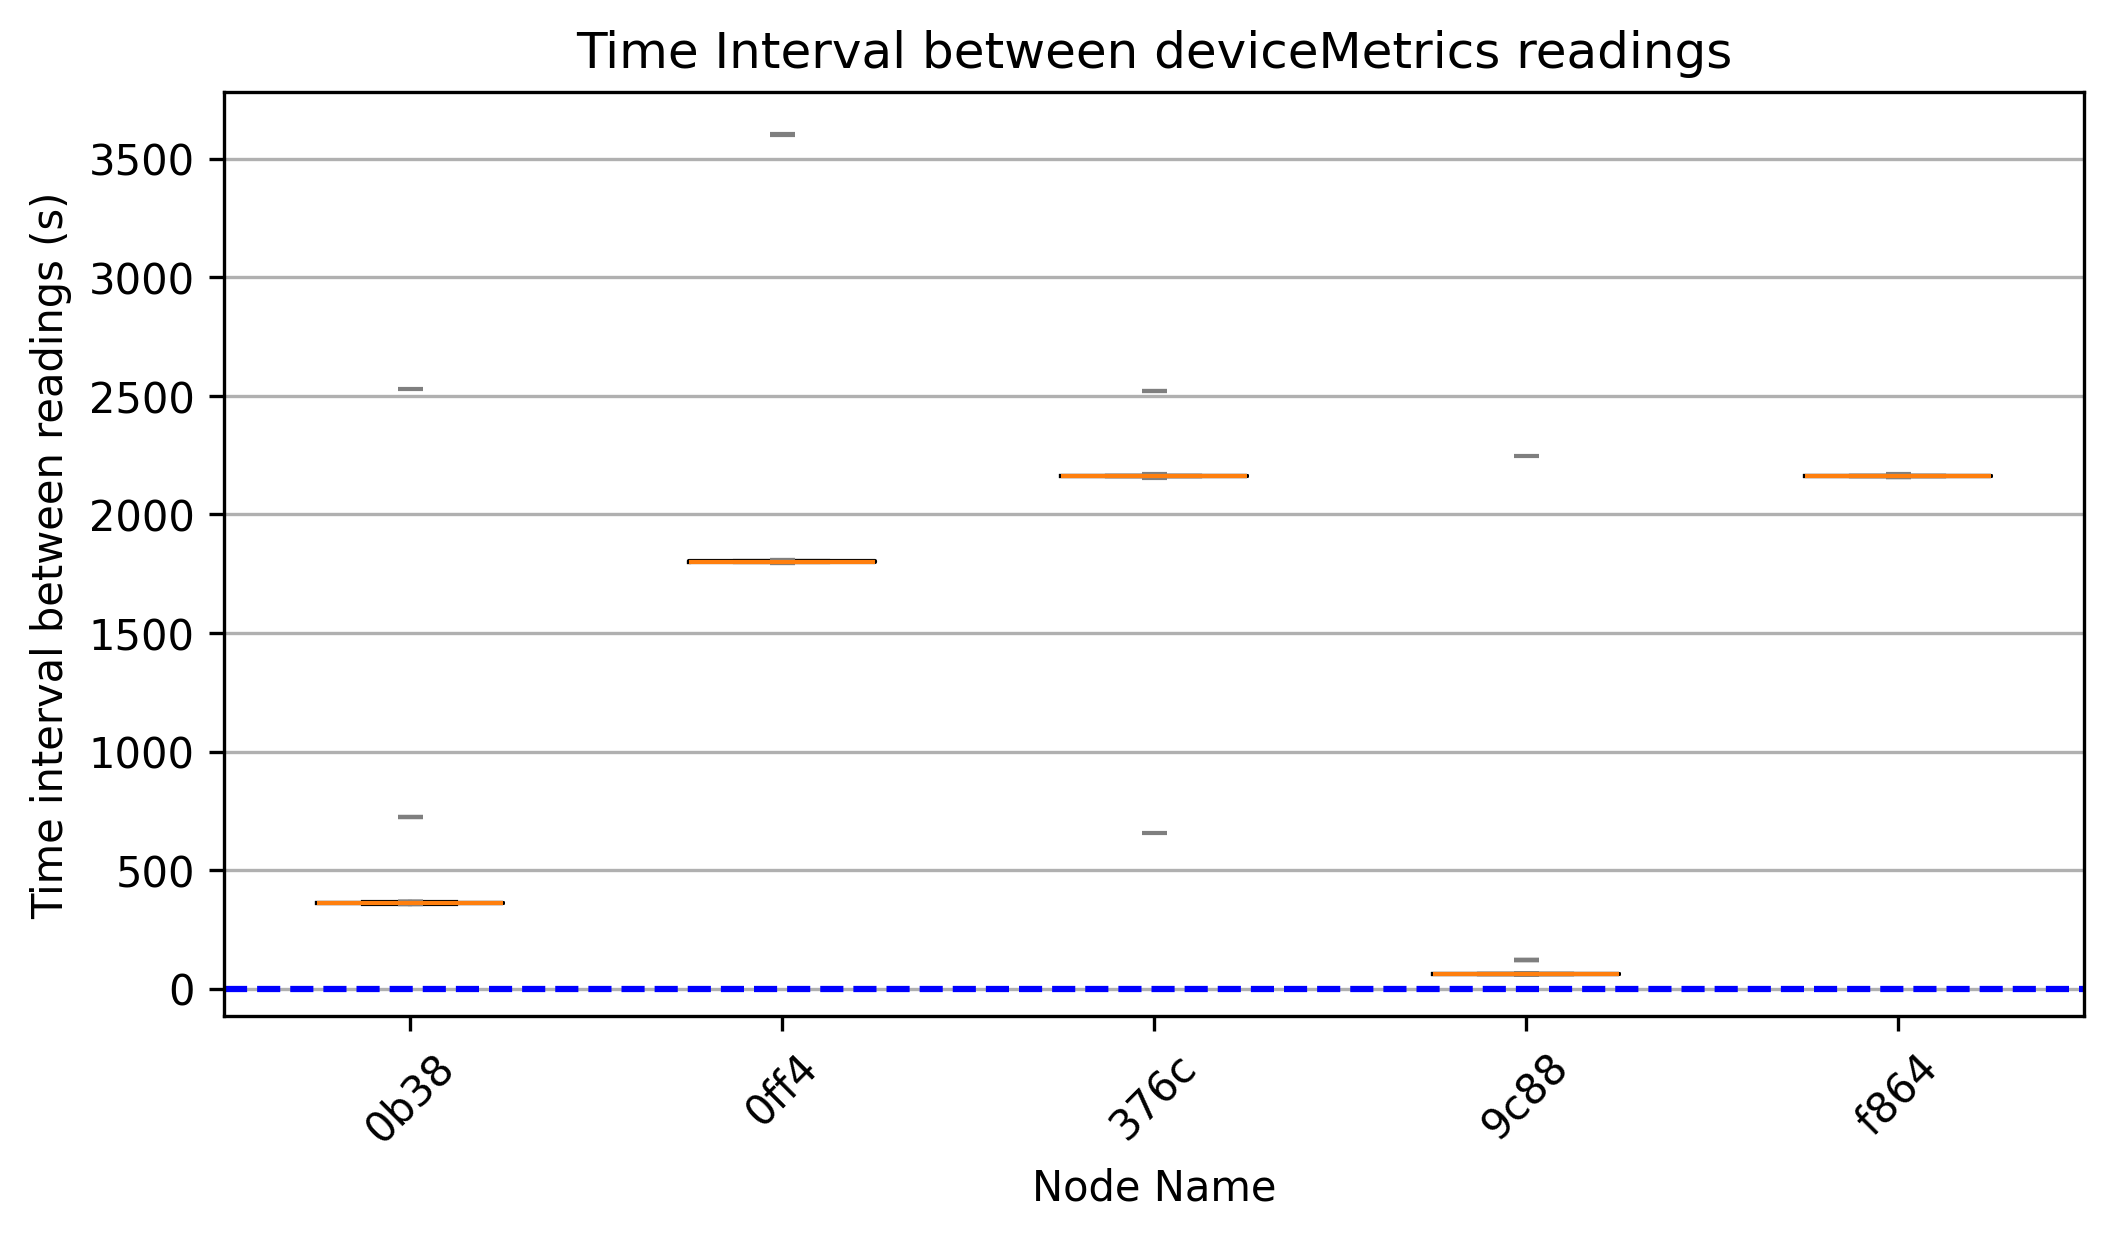 Time Interval between deviceMetrics readings
Time interval between readings (s)
3500
3000
2500
2000
1500
1000
500
0
0b38
0ff4
376c
9c88
f864
Node Name